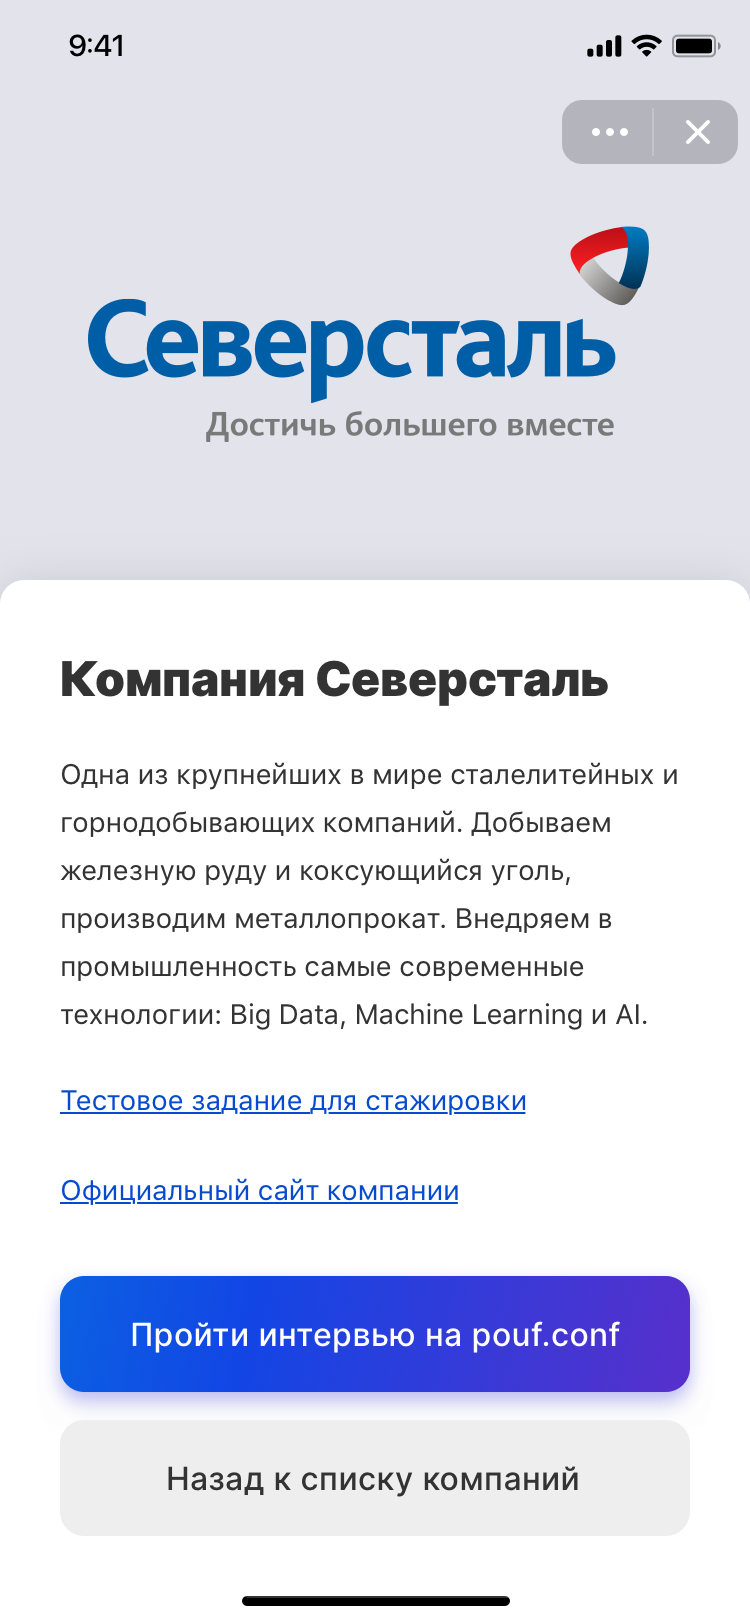 9:41
Северсталь
Достичь большего вместе
Компания Северсталь
Одна из крупнейших в мире сталелитейных и
горнодобывающих компаний. Добываем
железную руду и коксующийся уголь,
производим металлопрокат. Внедряем в
промышленность самые современные
технологии: Big Data, Machine Learning и AI.
Тестовое задание для стажировки
Официальный сайт компании
Пройти интервью на pouf.conf
Назад к списку компаний